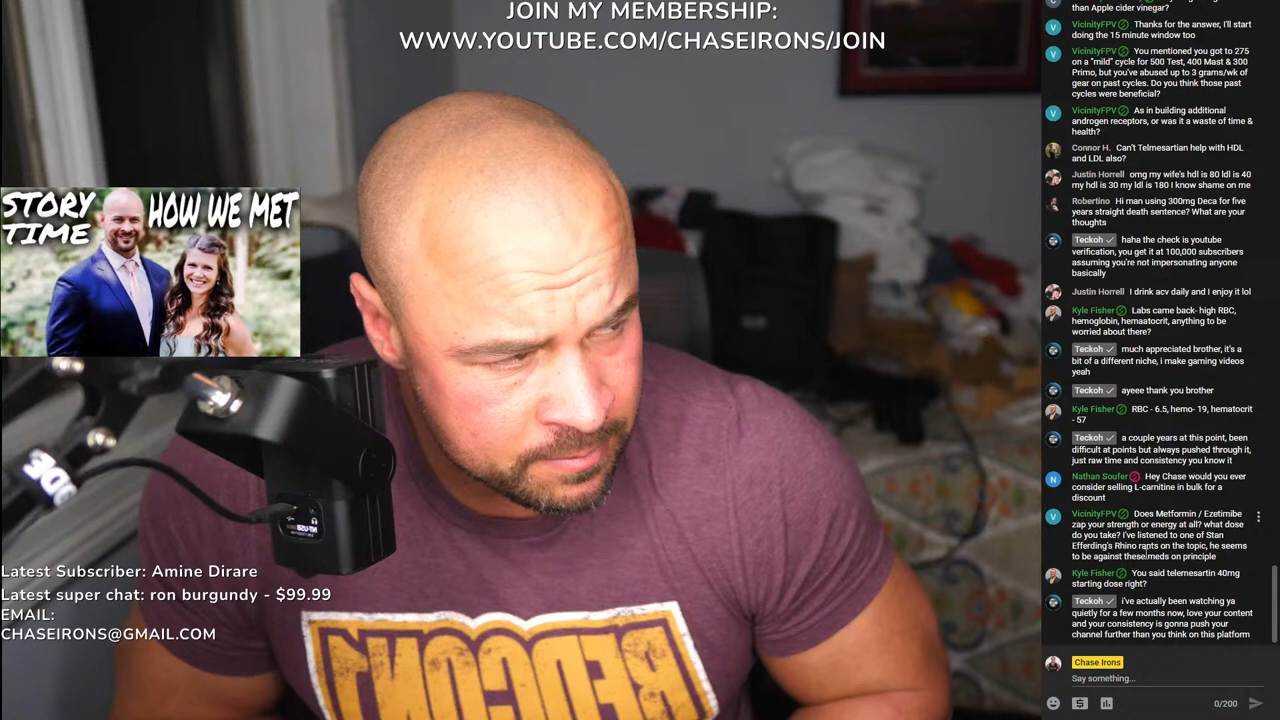 JOIN MY MEMBERSHIP:
WWW.YOUTUBE.COM/CHASEIRONS/JOIN
STORY
TIME
HOW WE MET
Latest Subscriber: Amine Dirare
Latest super chat: ron burgundy - $99.99
EMAIL:
CHASEIRONS@GMAIL.COM
REDCON1
than Apple cider vinegar?
VicinityFPV Thanks for the answer, I'll start
doing the 15 minute window too
VicinityFPV You mentioned you got to 275
on a "mild" cycle for 500 Test, 400 Mast & 300
Primo, but you've abused up to 3 grams/wk of
gear on past cycles. Do you think those past
cycles were beneficial?
VicinityFPV As in building additional
androgen receptors, or was it a waste of time &
health?
Connor H. Can't Telmesartian help with HDL
and LDL also?
Justin Horrell omg my wife's hdl is 80 ldl is 40
my hdl is 30 my ldl is 180 I know shame on me
Robertino Hi man using 300mg Deca for five
years straight death sentence? What are your
thoughts
Teckoh haha the check is youtube
verification, you get it at 100,000 subscribers
assuming you're not impersonating anyone
basically
Justin Horrell I drink acv daily and I enjoy it lol
Kyle Fisher Labs came back- high RBC,
hemoglobin, hemaatocrit, anything to be
worried about there?
Teckoh much appreciated brother, it's a
bit of a different niche, i make gaming videos
yeah
Teckoh ayeee thank you brother
Kyle Fisher RBC - 6.5, hemo- 19, hematocrit
- 57
Teckoh a couple years at this point, been
difficult at points but always pushed through it,
just raw time and consistency you know it
N Nathan Soufer Hey Chase would you ever
consider selling L-carnitine in bulk for a
discount
VicinityFPV Does Metformin / Ezetimibe
zap your strength or energy at all? what dose
do you take? I've listened to one of Stan
Efferding's Rhino rants on the topic, he seems
to be against these meds on principle
Kyle Fisher You said telemesartin 40mg
starting dose right?
Teckoh i've actually been watching ya
quietly for a few months now, love your content
and your consistency is gonna push your
channel further than you think on this platform
Chase Irons
Say something...
0/200